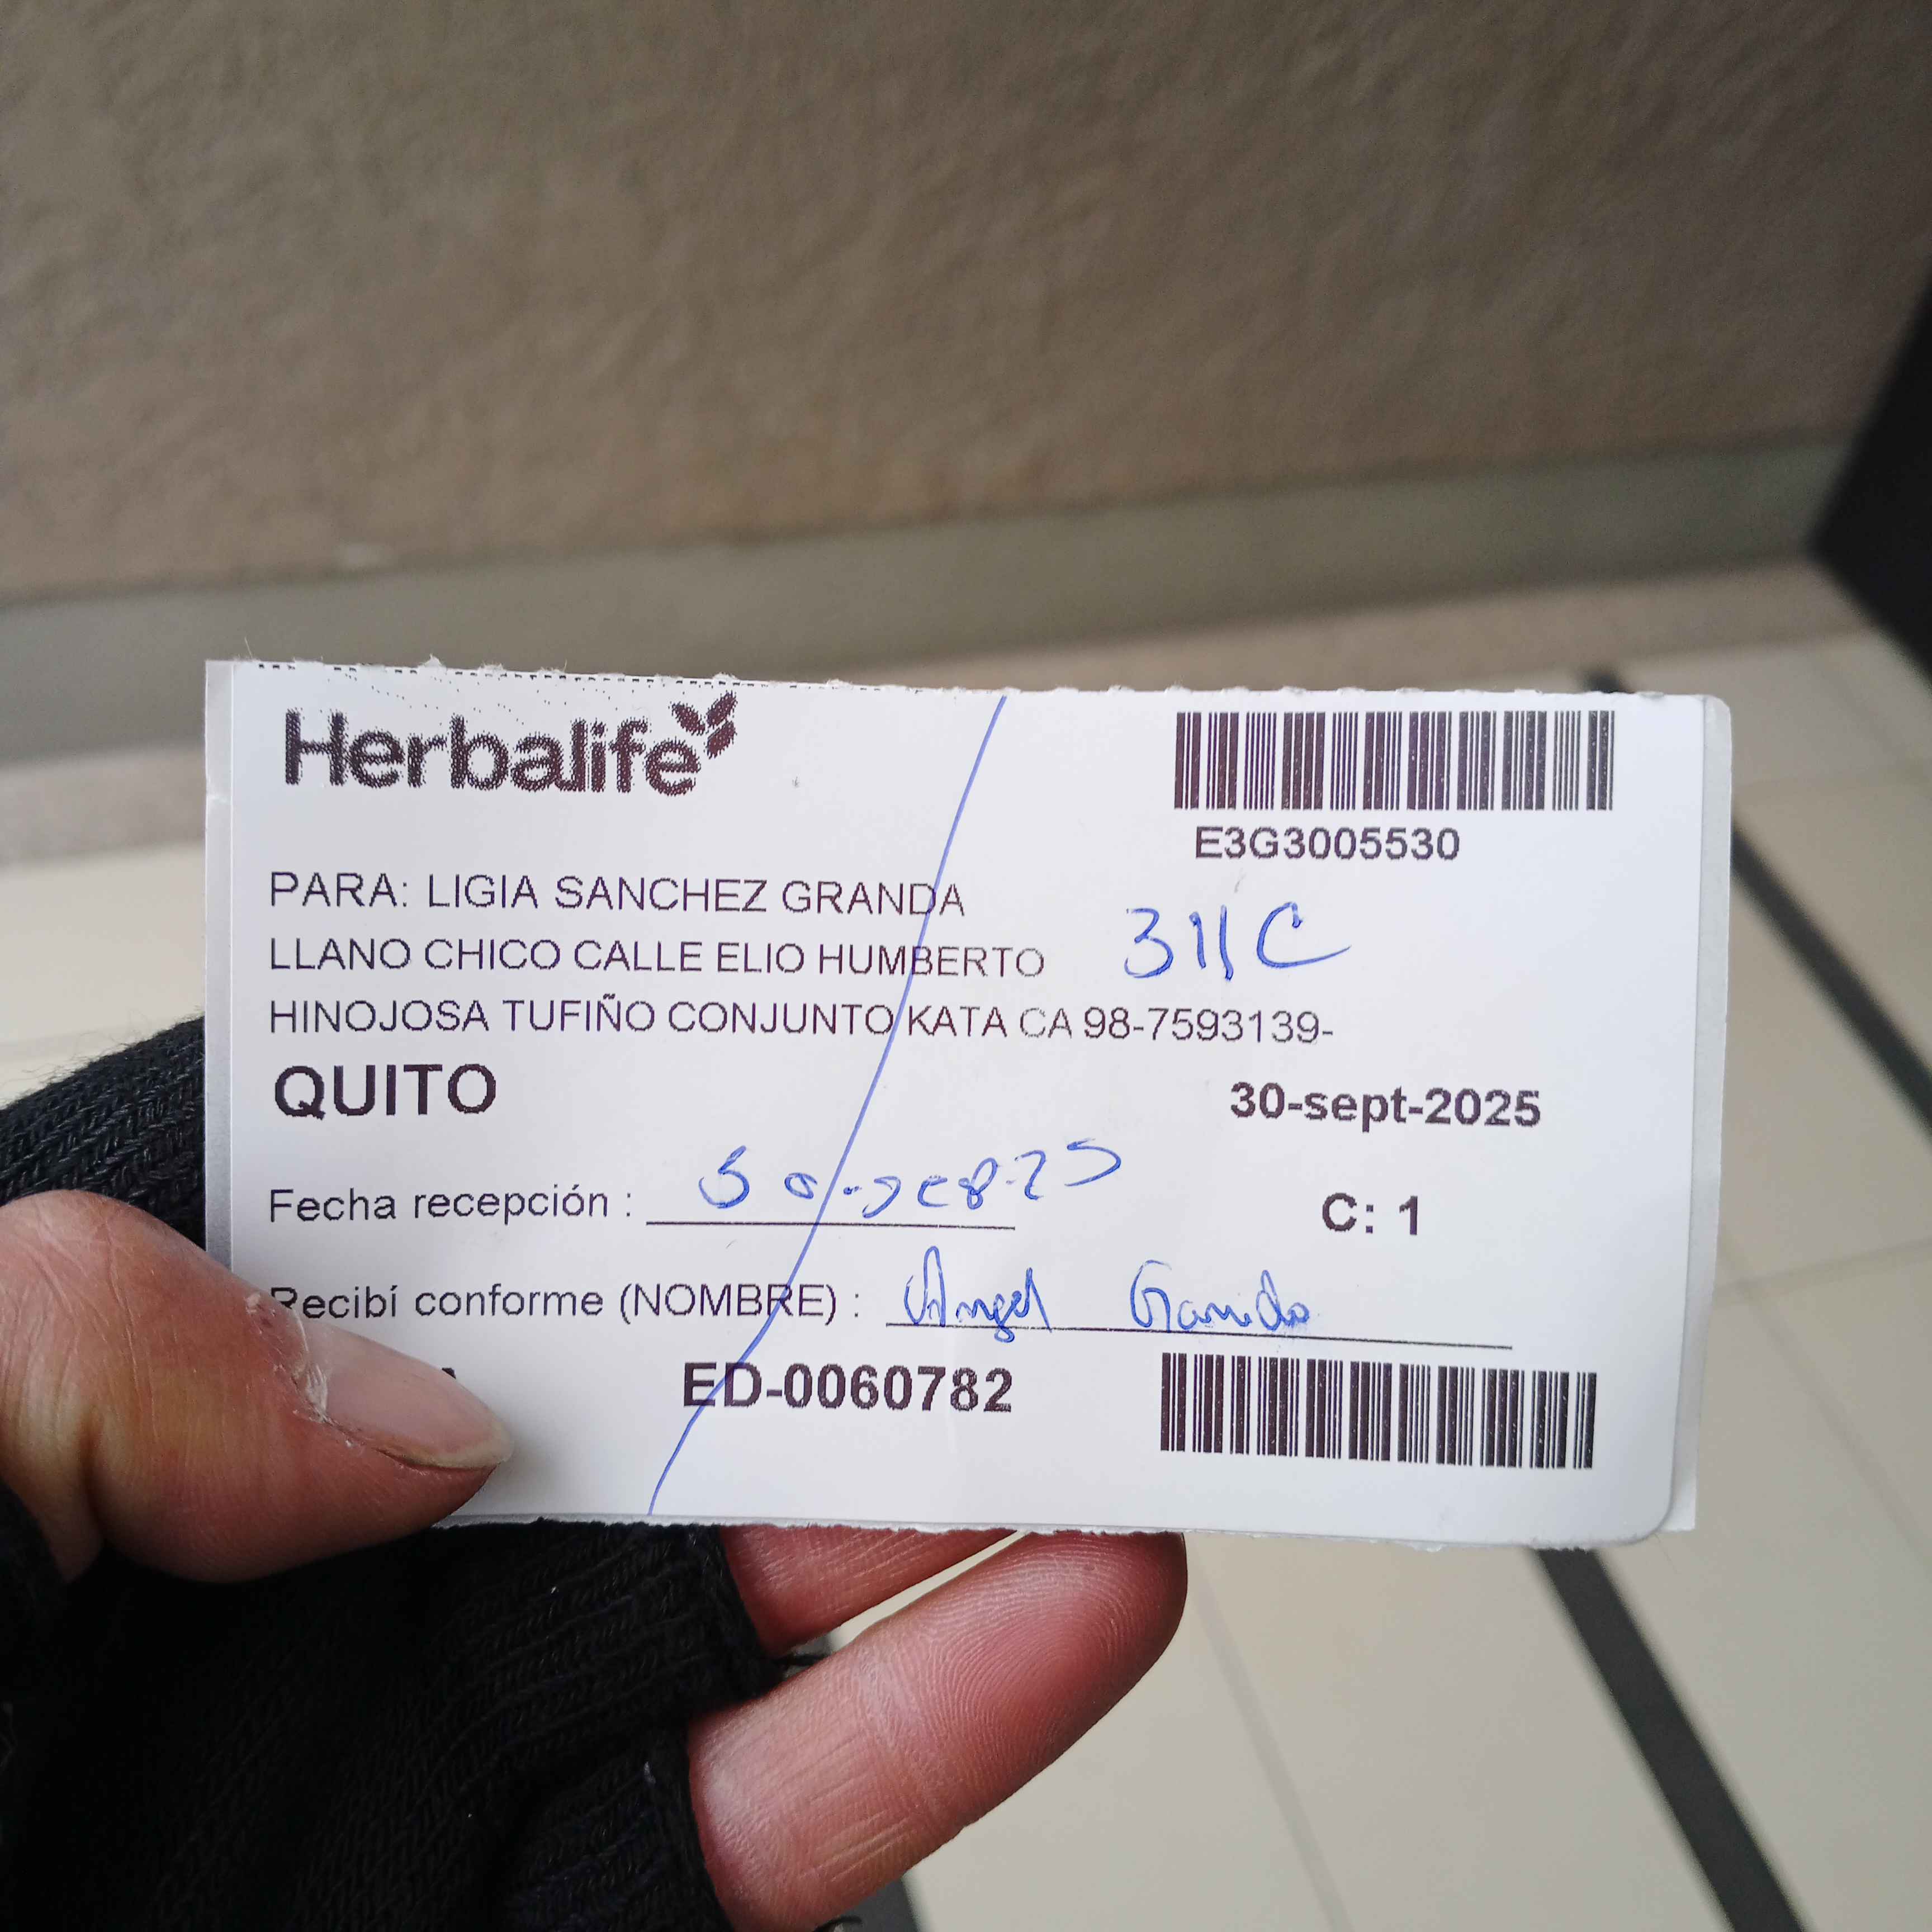 Herbalife
E3G3005530
PARA: LIGIA SANCHEZ GRANDA
LLANO CHICO CALLE ELIO HUMBERTO 311C
HINOJOSA TUFIÑO CONJUNTO KATA CA 98-7593139-
QUITO 30-sept-2025
Fecha recepción :
C: 1
Recibí conforme (NOMBRE) : Angel
ED-0060782